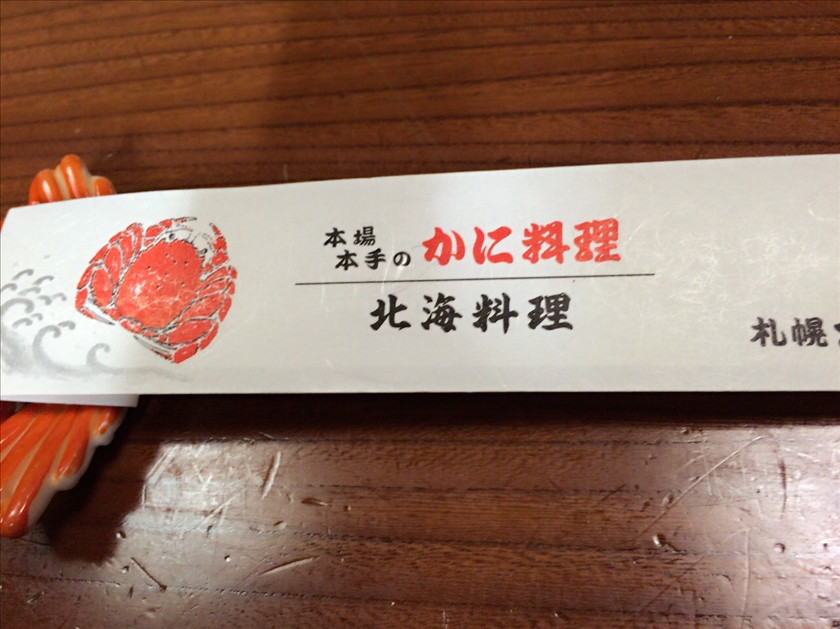 本場
本手の かに料理
北海料理
札幌